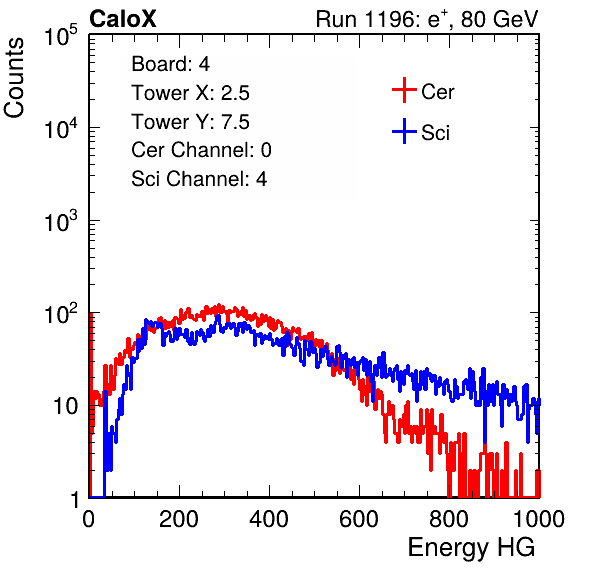 CaloX Run 1196: e⁺, 80 GeV
Counts
Board: 4
Tower X: 2.5
Tower Y: 7.5
Cer Channel: 0
Sci Channel: 4
Cer
Sci
10⁵
10⁴
10³
10²
10
1
0 200 400 600 800 1000
Energy HG